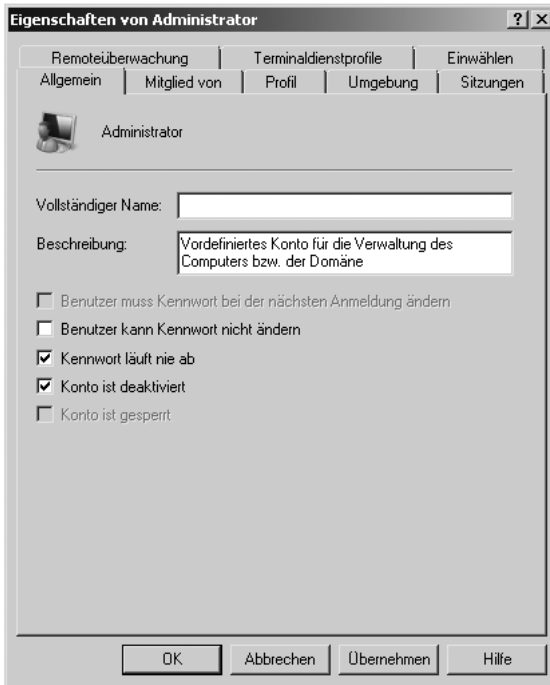 Eigenschaften von Administrator
Remoteüberwachung Terminaldienstprofile Einwählen
Allgemein Mitglied von Profil Umgebung Sitzungen
Administrator
Vollständiger Name:
Beschreibung: Vordefiniertes Konto für die Verwaltung des
Computers bzw. der Domäne
Benutzer muss Kennwort bei der nächsten Anmeldung ändern
Benutzer kann Kennwort nicht ändern
Kennwort läuft nie ab
Konto ist deaktiviert
Konto ist gesperrt
OK Abbrechen Übernehmen Hilfe